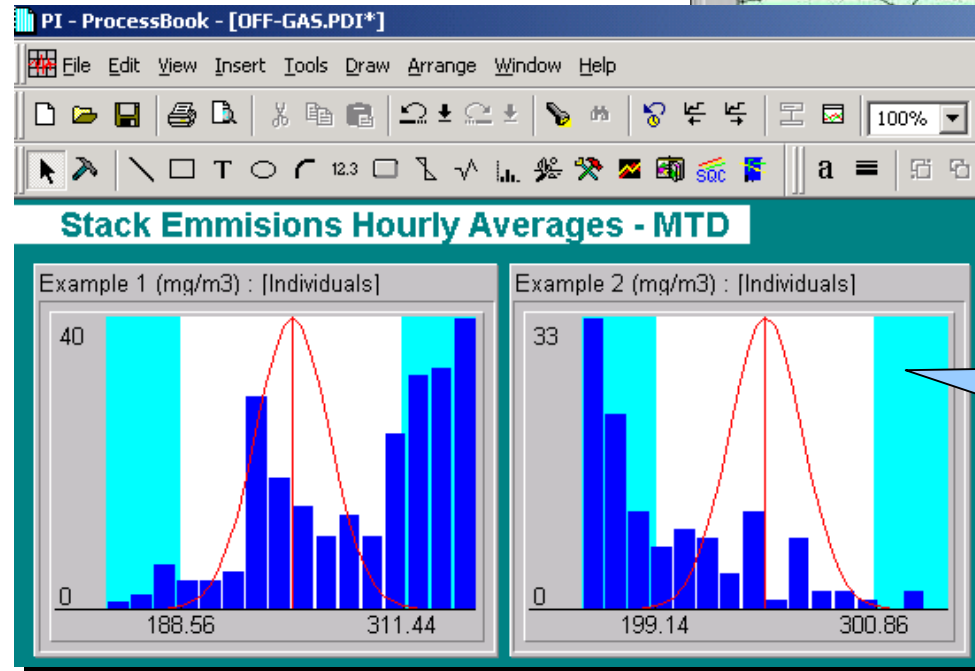 PI - ProcessBook - [OFF-GAS.PDI*]
File Edit View Insert Tools Draw Arrange Window Help
100%
T 12.3 SQC a
Stack Emmisions Hourly Averages - MTD
Example 1 (mg/m3) : [Individuals]
40
0
188.56 311.44
Example 2 (mg/m3) : [Individuals]
33
0
199.14 300.86